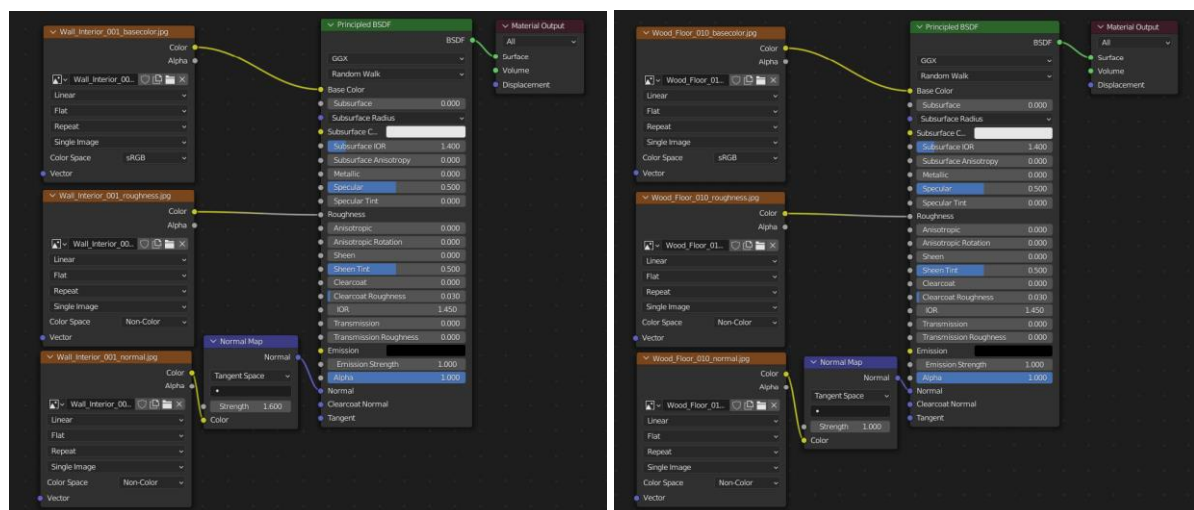 Wall_Interior_001_basecolor.jpg
Color
Alpha
Wall_Interior_00...
Linear
Flat
Repeat
Single Image
Color Space sRGB
Vector
Wall_Interior_001_roughness.jpg
Color
Alpha
Wall_Interior_00...
Linear
Flat
Repeat
Single Image
Color Space Non-Color
Vector
Wall_Interior_001_normal.jpg
Color
Alpha
Wall_Interior_00...
Linear
Flat
Repeat
Single Image
Color Space Non-Color
Vector
Normal Map
Normal
Tangent Space
Strength 1.600
Color
Principled BSDF
BSDF
GGX
Random Walk
Base Color
Subsurface 0.000
Subsurface Radius
Subsurface C...
Subsurface IOR 1.400
Subsurface Anisotropy 0.000
Metallic 0.000
Specular 0.500
Specular Tint 0.000
Roughness
Anisotropic 0.000
Anisotropic Rotation 0.000
Sheen 0.000
Sheen Tint 0.500
Clearcoat 0.000
Clearcoat Roughness 0.030
IOR 1.450
Transmission 0.000
Transmission Roughness 0.000
Emission
Emission Strength 1.000
Alpha 1.000
Normal
Clearcoat Normal
Tangent
Material Output
All
Surface
Volume
Displacement
Wood_Floor_010_basecolor.jpg
Color
Alpha
Wood_Floor_01...
Linear
Flat
Repeat
Single Image
Color Space sRGB
Vector
Wood_Floor_010_roughness.jpg
Color
Alpha
Wood_Floor_01...
Linear
Flat
Repeat
Single Image
Color Space Non-Color
Vector
Wood_Floor_010_normal.jpg
Color
Alpha
Wood_Floor_01...
Linear
Flat
Repeat
Single Image
Color Space Non-Color
Vector
Normal Map
Normal
Tangent Space
Strength 1.000
Color
Principled BSDF
BSDF
GGX
Random Walk
Base Color
Subsurface 0.000
Subsurface Radius
Subsurface C...
Subsurface IOR 1.400
Subsurface Anisotropy 0.000
Metallic 0.000
Specular 0.500
Specular Tint 0.000
Roughness
Anisotropic 0.000
Anisotropic Rotation 0.000
Sheen 0.000
Sheen Tint 0.500
Clearcoat 0.000
Clearcoat Roughness 0.030
IOR 1.450
Transmission 0.000
Transmission Roughness 0.000
Emission
Emission Strength 1.000
Alpha 1.000
Normal
Clearcoat Normal
Tangent
Material Output
All
Surface
Volume
Displacement